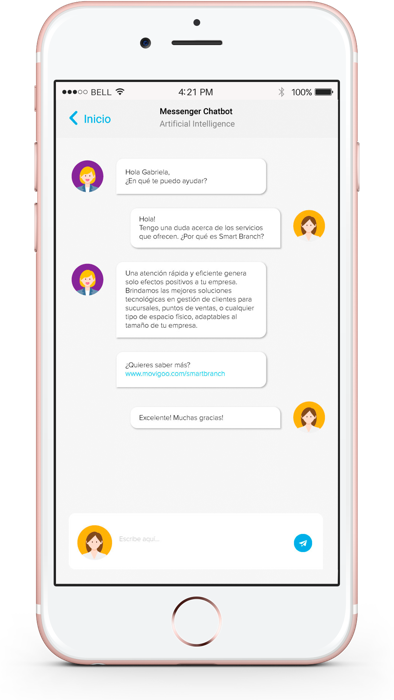 BELL
4:21 PM
100%
Inicio
Messenger Chatbot
Artificial Intelligence
Hola Gabriela,
¿En qué te puedo ayudar?
Hola!
Tengo una duda acerca de los servicios
que ofrecen. ¿Por qué es Smart Branch?
Una atención rápida y eficiente genera
solo efectos positivos a tu empresa.
Brindamos las mejores soluciones
tecnológicas en gestión de clientes para
sucursales, puntos de ventas, o cualquier
tipo de espacio físico, adaptables al
tamaño de tu empresa.
¿Quieres saber más?
www.movigoo.com/smartbranch
Excelente! Muchas gracias!
Escribe aquí...